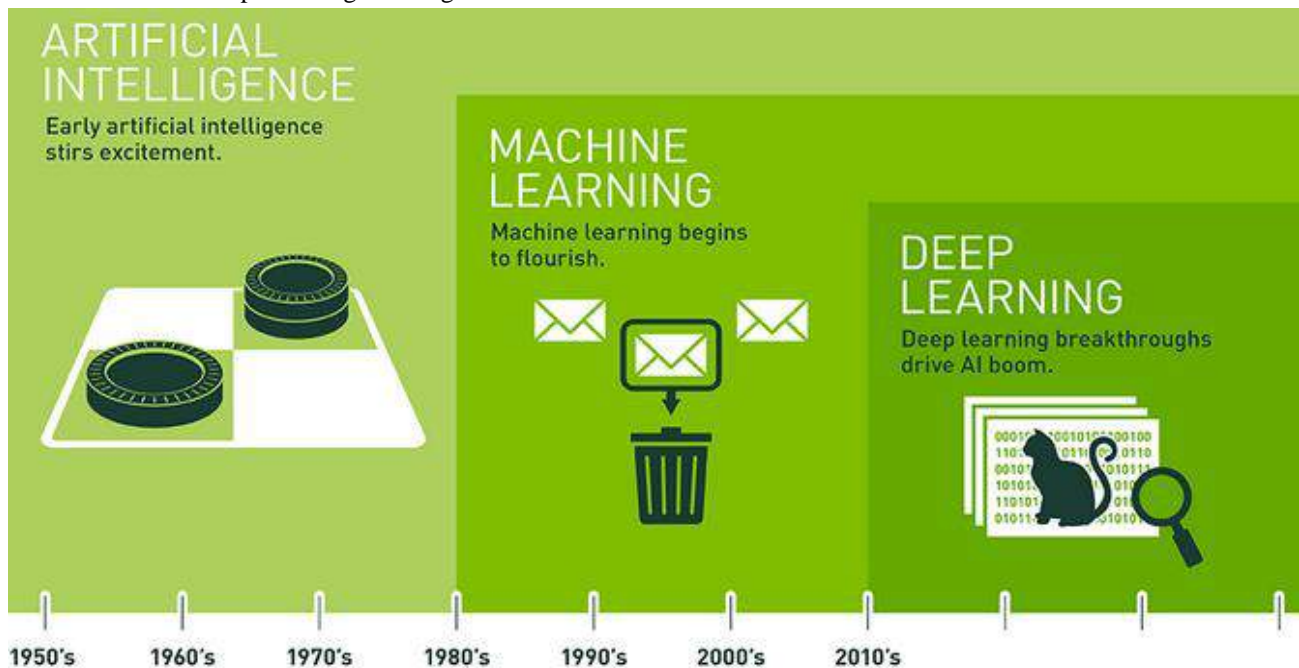 ARTIFICIAL
INTELLIGENCE
Early artificial intelligence
stirs excitement.
MACHINE
LEARNING
Machine learning begins
to flourish.
DEEP
LEARNING
Deep learning breakthroughs
drive AI boom.
1950's 1960's 1970's 1980's 1990's 2000's 2010's